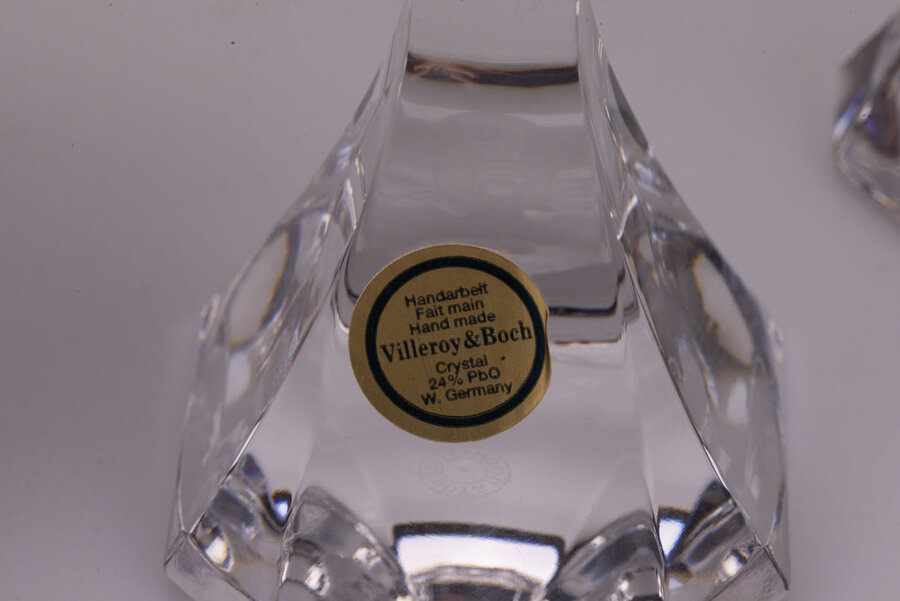 Handarbeit
Fait main
Hand made
Villeroy&Boch
Crystal
24% PbO
W. Germany